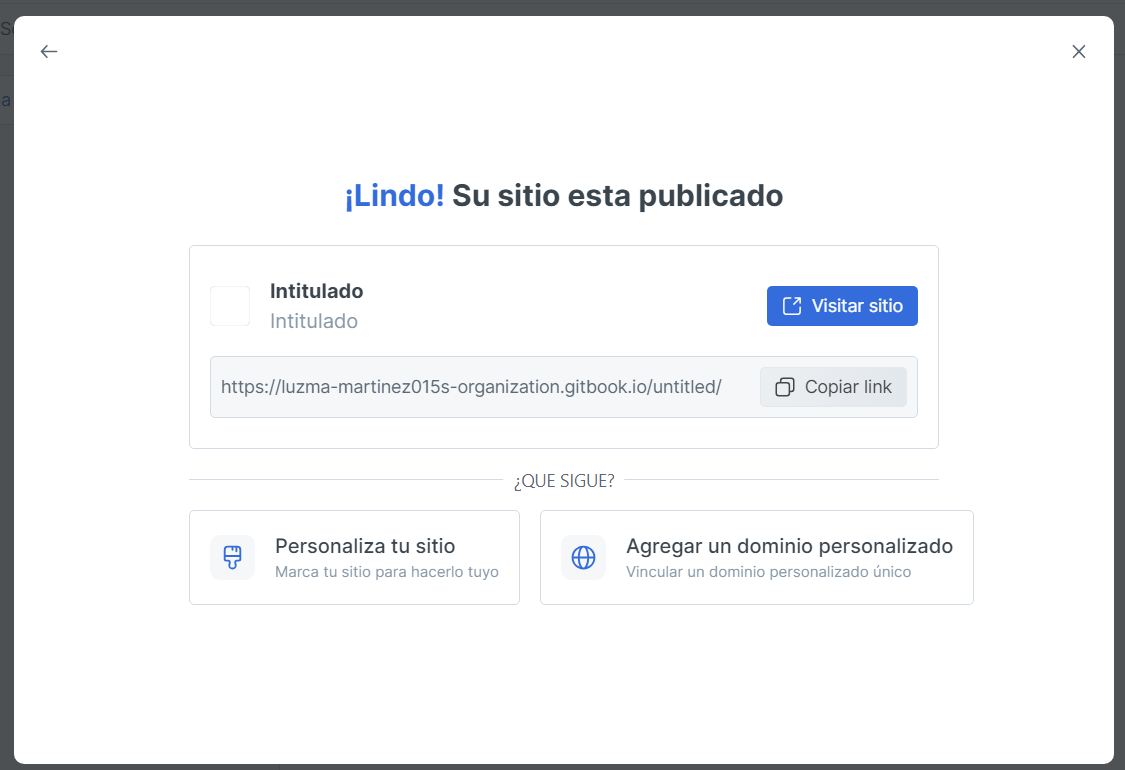 ¡Lindo! Su sitio esta publicado
Intitulado
Intitulado
Visitar sitio
https://luzma-martinez015s-organization.gitbook.io/untitled/
Copiar link
¿QUE SIGUE?
Personaliza tu sitio
Marca tu sitio para hacerlo tuyo
Agregar un dominio personalizado
Vincular un dominio personalizado único